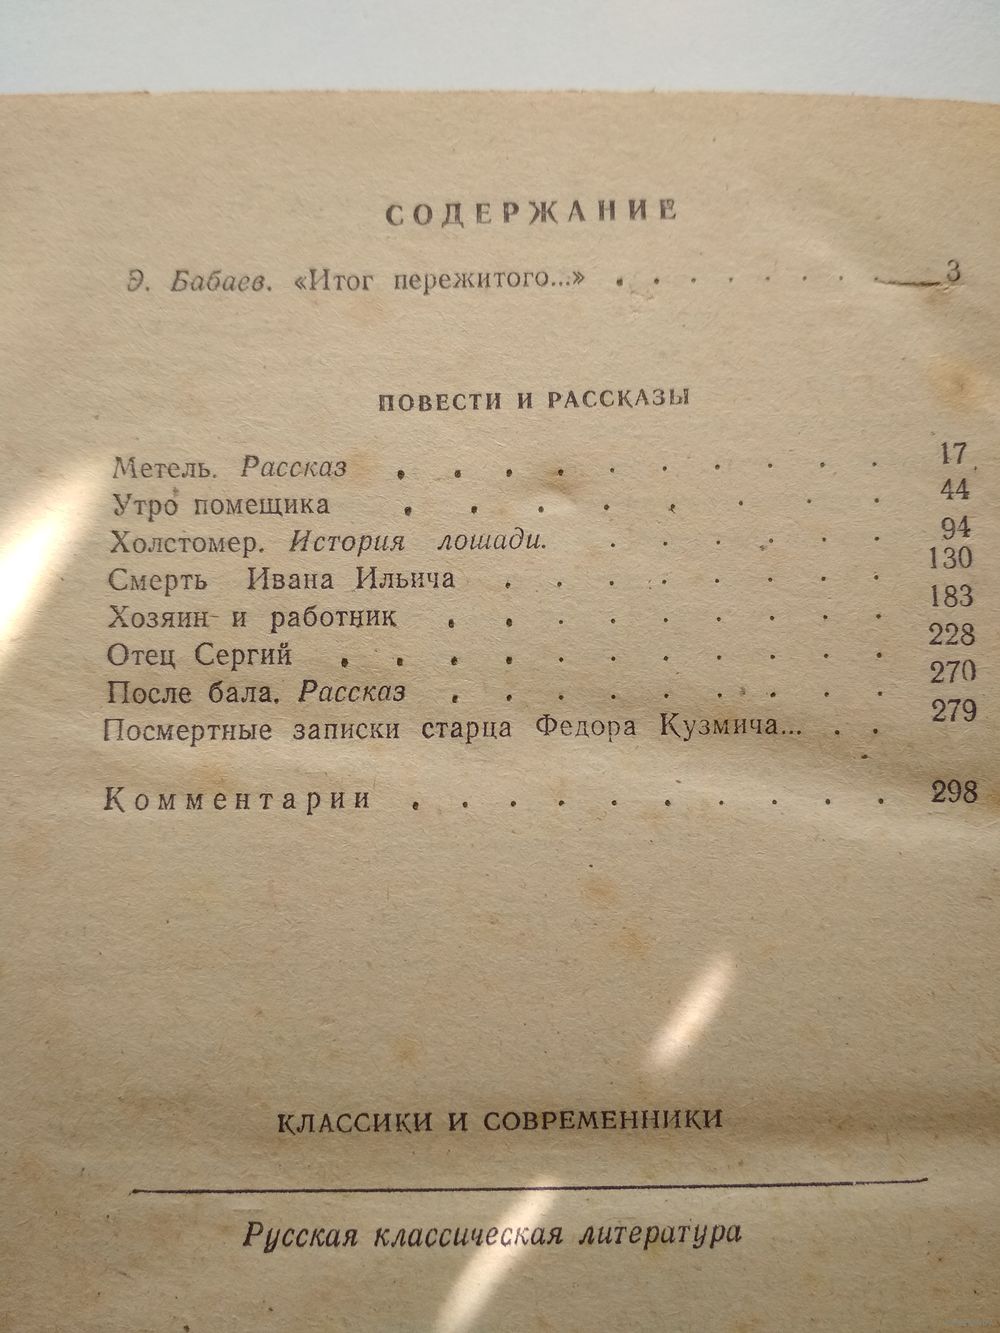 СОДЕРЖАНИЕ
Э. Бабаев. «Итог пережитого...» . . . . . . . 3
ПОВЕСТИ И РАССКАЗЫ
Метель. Рассказ . . . . . . . . . . 17
Утро помещика . . . . . . . . 44
Холстомер. История лошади. . . . . . . 94
Смерть Ивана Ильича . . . . . . . . 130
Хозяин и работник . . . . . . . . . 183
Отец Сергий . . . . . . . . . . . 228
После бала. Рассказ . . . . . . . . . 270
Посмертные записки старца Федора Кузмича... . . 279
Комментарии . . . . . . . . . . 298
КЛАССИКИ И СОВРЕМЕННИКИ
Русская классическая литература